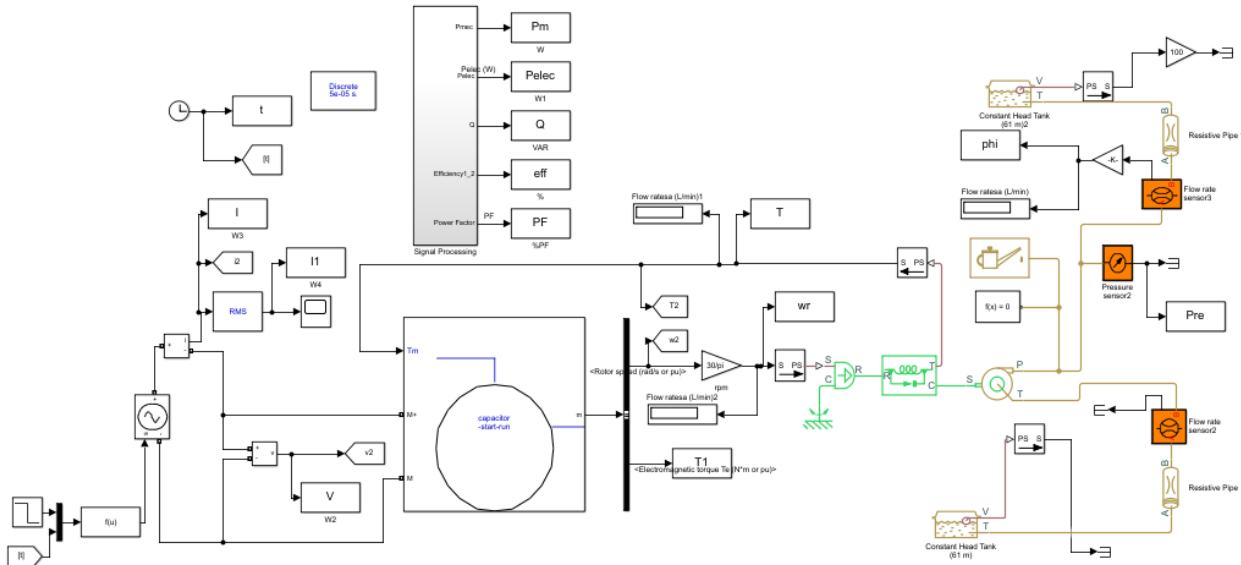 Pmec
Pm
W
Pelec (W)
Pelec
Pelec
W1
Q
Q
VAR
Efficiency1_2
eff
%
Power Factor
PF
PF
%PF
Signal Processing
Discrete
5e-05 s.
t
[t]
I
W3
i2
I1
W4
RMS
i
+
-
+
-
v
v2
V
W2
f(u)
[t]
Tm
M+
M
m
capacitor
-start-run
Flow ratesa (L/min)1
T
T2
w2
<Rotor speed (rad/s or pu)>
30/pi
rpm
wr
Flow ratesa (L/min)2
T1
<Electromagnetic torque Te (N*m or pu)>
S PS
S PS
S
C
R
R
T
C
S
P
T
V
T
Constant Head Tank
(61 m)2
PS S
100
B
A
Resistive Pipe
phi
-K-
Flow ratesa (L/min)
Flow rate
sensor3
f(x) = 0
Pressure
sensor2
Pre
Flow rate
sensor2
PS S
B
A
Resistive Pipe
V
T
Constant Head Tank
(61 m)